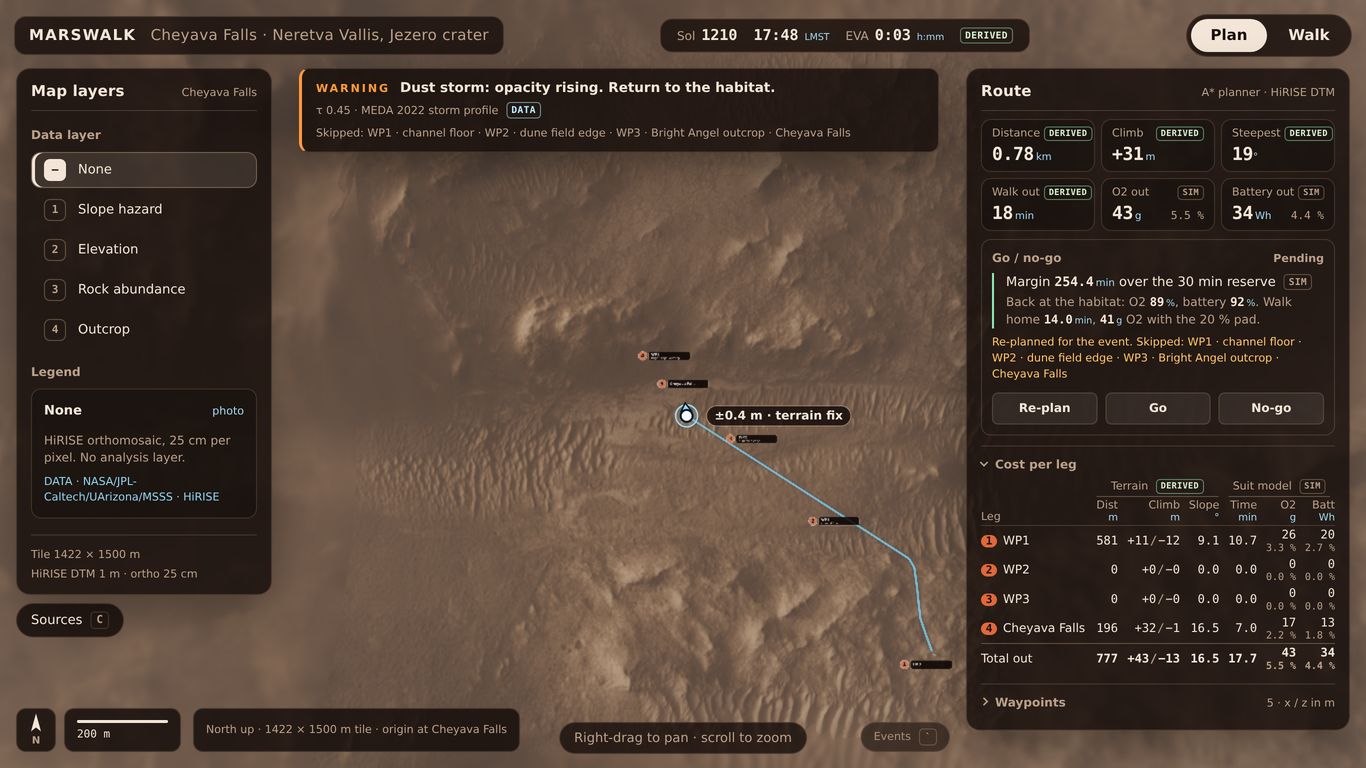 MARSWALK Cheyava Falls · Neretva Vallis, Jezero crater
Sol 1210 17:48 LMST EVA 0:03 h:mm DERIVED
Plan Walk
Map layers Cheyava Falls
Data layer
– None
1 Slope hazard
2 Elevation
3 Rock abundance
4 Outcrop
Legend
None photo
HiRISE orthomosaic, 25 cm per
pixel. No analysis layer.
DATA · NASA/JPL-
Caltech/UArizona/MSSS · HiRISE
Tile 1422 × 1500 m
HiRISE DTM 1 m · ortho 25 cm
Sources C
WARNING Dust storm: opacity rising. Return to the habitat.
τ 0.45 · MEDA 2022 storm profile DATA
Skipped: WP1 · channel floor · WP2 · dune field edge · WP3 · Bright Angel outcrop · Cheyava Falls
±0.4 m · terrain fix
N
200 m
North up · 1422 × 1500 m tile · origin at Cheyava Falls
Right-drag to pan · scroll to zoom
Events `
Route A* planner · HiRISE DTM
Distance DERIVED Climb DERIVED Steepest DERIVED
0.78 km +31 m 19 °
Walk out DERIVED O2 out SIM Battery out SIM
18 min 43 g 5.5 % 34 Wh 4.4 %
Go / no-go Pending
Margin 254.4 min over the 30 min reserve SIM
Back at the habitat: O2 89 %, battery 92 %. Walk
home 14.0 min, 41 g O2 with the 20 % pad.
Re-planned for the event. Skipped: WP1 · channel floor ·
WP2 · dune field edge · WP3 · Bright Angel outcrop ·
Cheyava Falls
Re-plan Go No-go
Cost per leg
Terrain DERIVED Suit model SIM
Leg Dist m Climb m Slope ° Time min O2 g Batt Wh
1 WP1 581 +11/−12 9.1 10.7 26 3.3 % 20 2.7 %
2 WP2 0 +0/−0 0.0 0.0 0 0.0 % 0 0.0 %
3 WP3 0 +0/−0 0.0 0.0 0 0.0 % 0 0.0 %
4 Cheyava Falls 196 +32/−1 16.5 7.0 17 2.2 % 13 1.8 %
Total out 777 +43/−13 16.5 17.7 43 5.5 % 34 4.4 %
Waypoints 5 · x / z in m